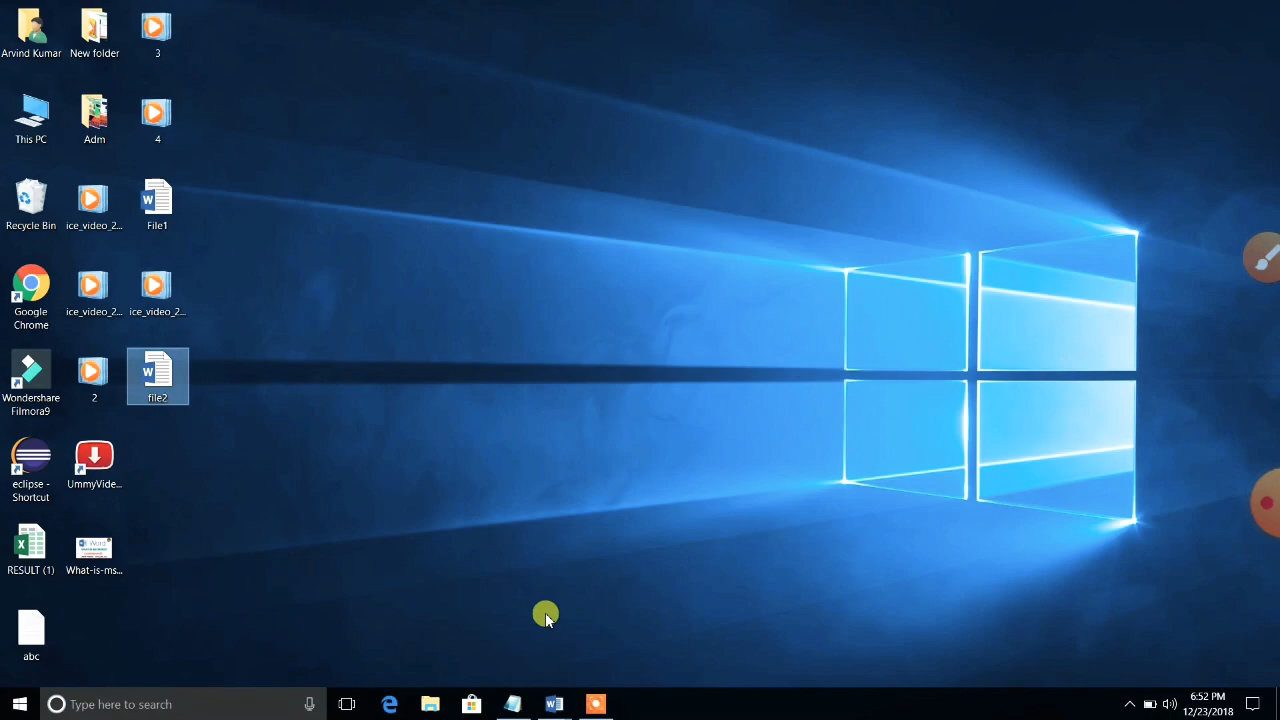 Arvind Kumar
New folder
3
This PC
Adm
4
Recycle Bin
ice_video_2...
File1
Google
Chrome
ice_video_2...
ice_video_2...
Wondershare
Filmora9
2
file2
eclipse -
Shortcut
UmmyVide...
RESULT (1)
What-is-ms...
abc
Type here to search
6:52 PM
12/23/2018